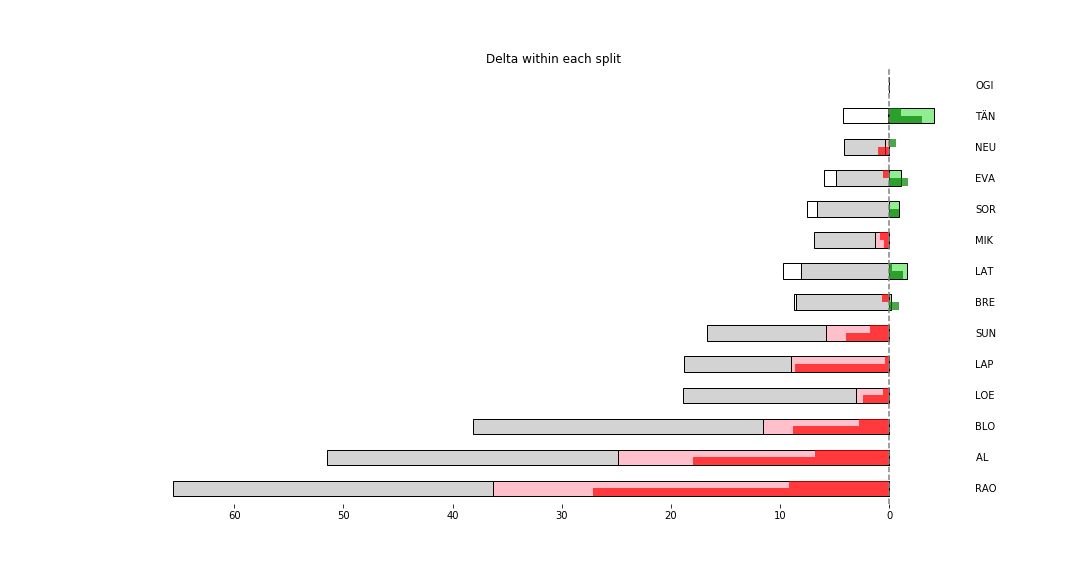 Delta within each split
OGI
TÄN
NEU
EVA
SOR
MIK
LAT
BRE
SUN
LAP
LOE
BLO
AL
RAO
60 50 40 30 20 10 0